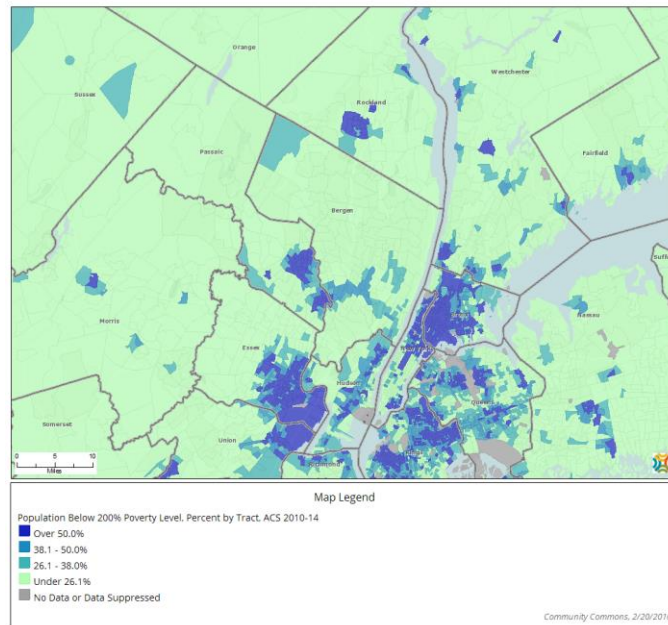 Orange
Westchester
Sussex
Rockland
Passaic
Fairfield
Bergen
Morris
Nassau
Essex
Hudson
Queens
Somerset
Union
0 5 10
Miles
Map Legend
Population Below 200% Poverty Level. Percent by Tract. ACS 2010-14
Over 50.0%
38.1 - 50.0%
26.1 - 38.0%
Under 26.1%
No Data or Data Suppressed
Community Commons, 2/20/201